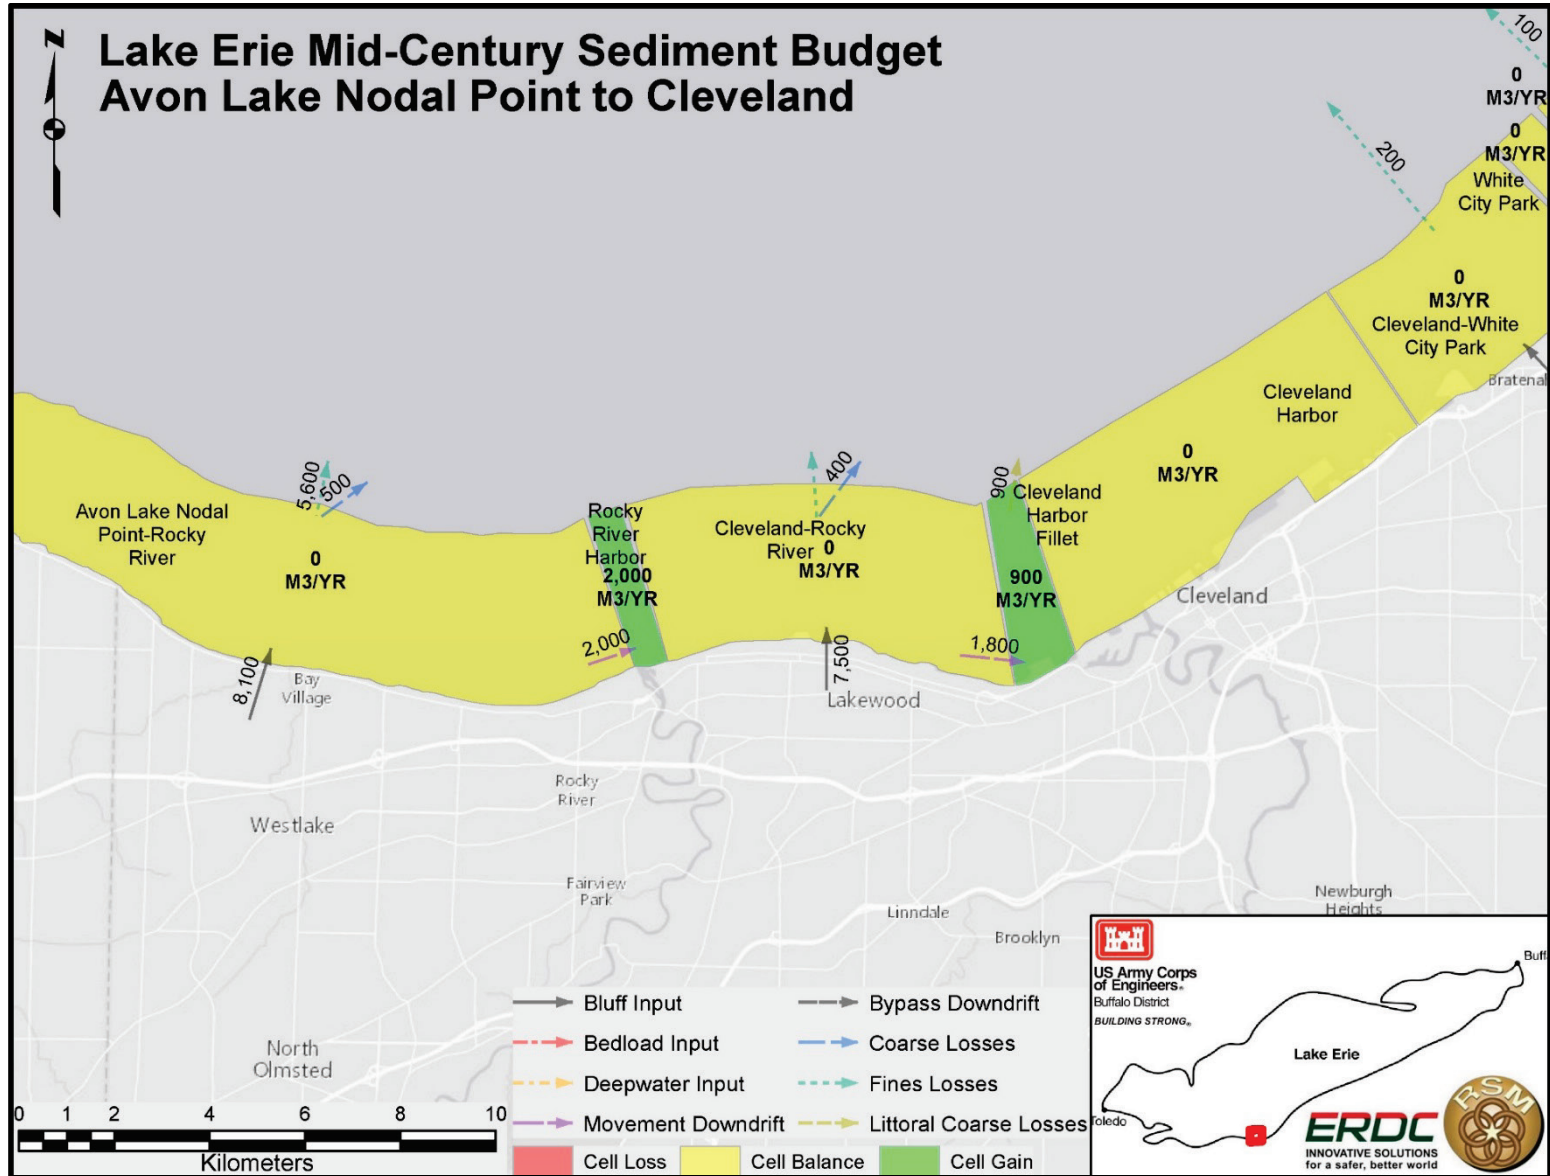 N
Lake Erie Mid-Century Sediment Budget
Avon Lake Nodal Point to Cleveland
100
0
M3/YR
0
M3/YR
White
City Park
200
0
M3/YR
Cleveland-White
City Park
Bratenal
Cleveland
Harbor
0
M3/YR
5,600
500
Avon Lake Nodal
Point-Rocky
River
0
M3/YR
Rocky
River
Harbor
2,000
M3/YR
2,000
400
Cleveland-Rocky
River
0
M3/YR
900
Cleveland
Harbor
Fillet
900
M3/YR
1,800
Cleveland
8,100
Bay
Village
7,500
Lakewood
Rocky
River
Westlake
Fairview
Park
Linndale
Brooklyn
Newburgh
Heights
North
Olmsted
0 1 2 4 6 8 10
Kilometers
Bluff Input
Bedload Input
Deepwater Input
Movement Downdrift
Bypass Downdrift
Coarse Losses
Fines Losses
Littoral Coarse Losses
Cell Loss
Cell Balance
Cell Gain
US Army Corps
of Engineers®
Buffalo District
BUILDING STRONG®
Buff
Lake Erie
Toledo
ERDC
INNOVATIVE SOLUTIONS
for a safer, better world
RSM